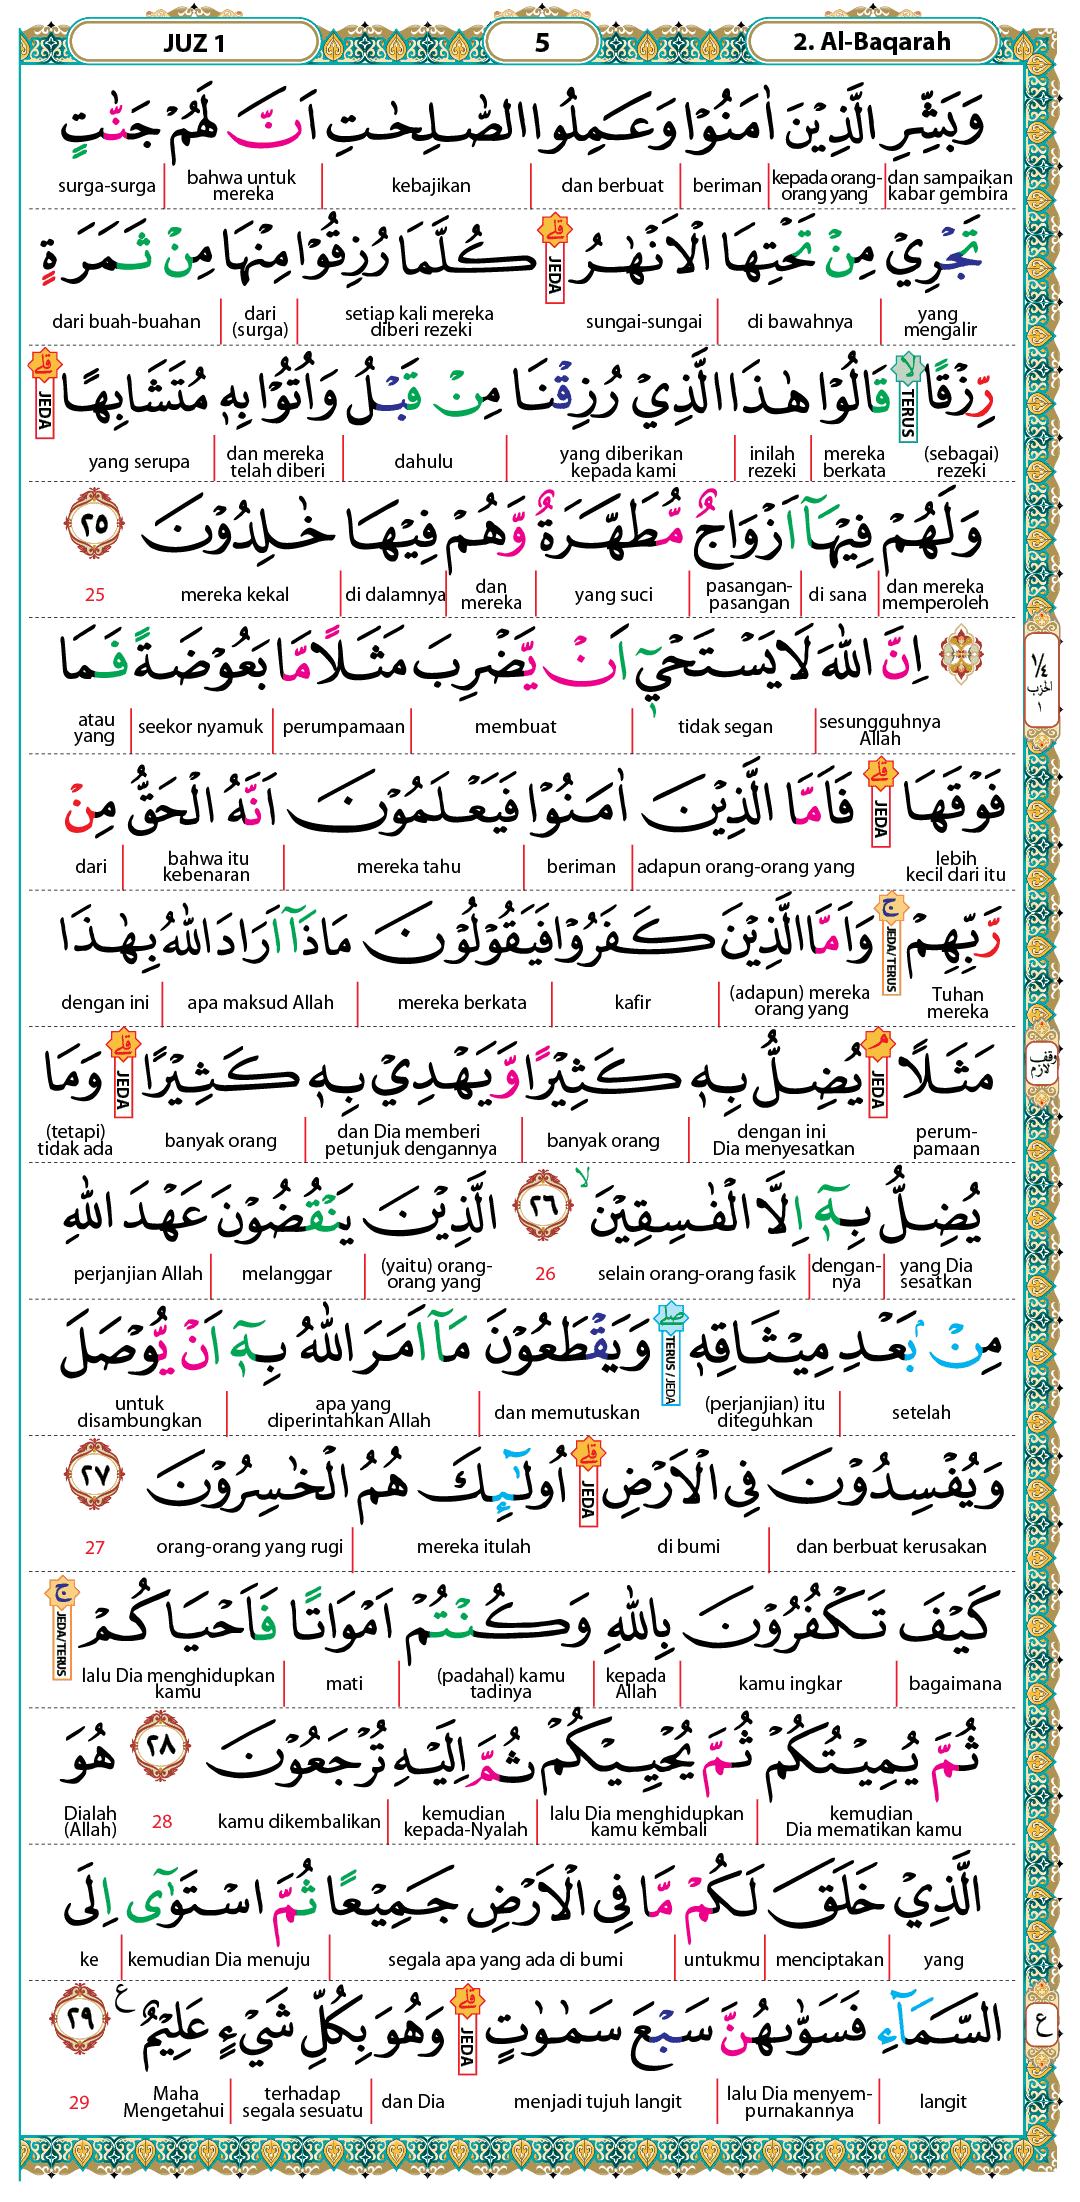 JUZ 1 5 2. Al-Baqarah
وَبَشِّرِ الَّذِيْنَ اٰمَنُوْا وَعَمِلُوا الصّٰلِحٰتِ اَنَّ لَهُمْ جَنّٰتٍ
dan sampaikan kabar gembira kepada orang-orang yang beriman dan berbuat kebajikan bahwa untuk mereka surga-surga
تَجْرِيْ مِنْ تَحْتِهَا الْاَنْهٰرُ ۗ كُلَّمَا رُزِقُوْا مِنْهَا مِنْ ثَمَرَةٍ
JEDA
yang mengalir di bawahnya sungai-sungai setiap kali mereka diberi rezeki dari (surga) dari buah-buahan
رِّزْقًا ۙ قَالُوْا هٰذَا الَّذِيْ رُزِقْنَا مِنْ قَبْلُ وَاُتُوْا بِهٖ مُتَشَابِهًا ۗ
TERUS JEDA
(sebagai) rezeki mereka berkata inilah rezeki yang diberikan kepada kami dahulu dan mereka telah diberi yang serupa
وَلَهُمْ فِيْهَآ اَزْوَاجٌ مُّطَهَّرَةٌ وَّهُمْ فِيْهَا خٰلِدُوْنَ ٢٥
dan mereka memperoleh di sana pasangan-pasangan yang suci dan mereka di dalamnya mereka kekal 25
اِنَّ اللّٰهَ لَا يَسْتَحْيٖٓ اَنْ يَّضْرِبَ مَثَلًا مَّا بَعُوْضَةً فَمَا
١/٤ الحزب ١
sesungguhnya Allah tidak segan membuat perumpamaan seekor nyamuk atau yang
فَوْقَهَا ۗ فَاَمَّا الَّذِيْنَ اٰمَنُوْا فَيَعْلَمُوْنَ اَنَّهُ الْحَقُّ مِنْ
JEDA
lebih kecil dari itu adapun orang-orang yang beriman mereka tahu bahwa itu kebenaran dari
رَّبِّهِمْ ۚ وَاَمَّا الَّذِيْنَ كَفَرُوْا فَيَقُوْلُوْنَ مَاذَآ اَرَادَ اللّٰهُ بِهٰذَا
JEDA/TERUS
Tuhan mereka (adapun) mereka orang yang kafir mereka berkata apa maksud Allah dengan ini
مَثَلًا ۘ يُضِلُّ بِهٖ كَثِيْرًا وَّيَهْدِيْ بِهٖ كَثِيْرًا ۗ وَمَا
JEDA JEDA وقف لازم
perum-pamaan dengan ini Dia menyesatkan banyak orang dan Dia memberi petunjuk dengannya banyak orang (tetapi) tidak ada
يُضِلُّ بِهٖٓ اِلَّا الْفٰسِقِيْنَ ۙ ٢٦ الَّذِيْنَ يَنْقُضُوْنَ عَهْدَ اللّٰهِ
yang Dia sesatkan dengan-nya selain orang-orang fasik 26 (yaitu) orang-orang yang melanggar perjanjian Allah
مِنْۢ بَعْدِ مِيْثَاقِهٖ ۖ وَيَقْطَعُوْنَ مَآ اَمَرَ اللّٰهُ بِهٖٓ اَنْ يُّوْصَلَ
TERUS / JEDA
setelah (perjanjian) itu diteguhkan dan memutuskan apa yang diperintahkan Allah untuk disambungkan
وَيُفْسِدُوْنَ فِى الْاَرْضِ ۗ اُولٰۤىِٕكَ هُمُ الْخٰسِرُوْنَ ٢٧
JEDA
dan berbuat kerusakan di bumi mereka itulah orang-orang yang rugi 27
كَيْفَ تَكْفُرُوْنَ بِاللّٰهِ وَكُنْتُمْ اَمْوَاتًا فَاَحْيَاكُمْ ۚ
JEDA/TERUS
bagaimana kamu ingkar kepada Allah (padahal) kamu tadinya mati lalu Dia menghidupkan kamu
ثُمَّ يُمِيْتُكُمْ ثُمَّ يُحْيِيْكُمْ ثُمَّ اِلَيْهِ تُرْجَعُوْنَ ٢٨ هُوَ
kemudian Dia mematikan kamu lalu Dia menghidupkan kamu kembali kemudian kepada-Nyalah kamu dikembalikan 28 Dialah (Allah)
الَّذِيْ خَلَقَ لَكُمْ مَّا فِى الْاَرْضِ جَمِيْعًا ثُمَّ اسْتَوٰٓى اِلَى
yang menciptakan untukmu segala apa yang ada di bumi kemudian Dia menuju ke
السَّمَاۤءِ فَسَوّٰىهُنَّ سَبْعَ سَمٰوٰتٍ ۗ وَهُوَ بِكُلِّ شَيْءٍ عَلِيْمٌ ع ٢٩
JEDA ع
langit lalu Dia menyem-purnakannya menjadi tujuh langit dan Dia terhadap segala sesuatu Maha Mengetahui 29